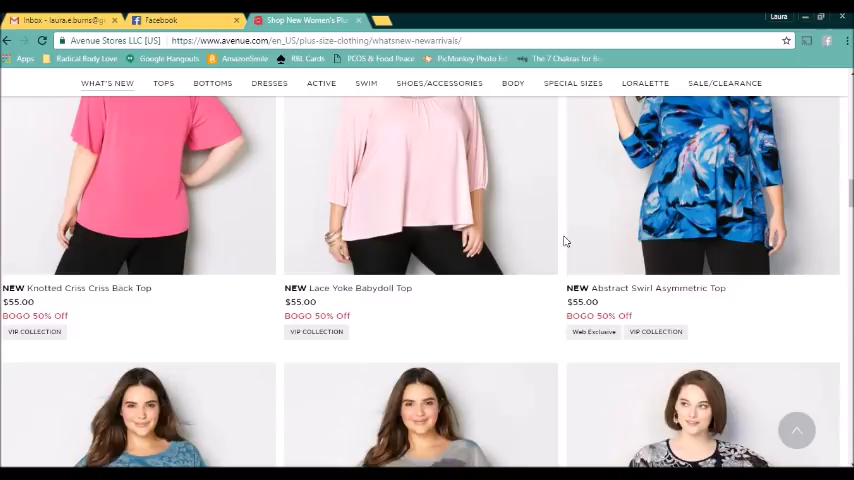 Inbox - laura.e.burns@g
Facebook
Shop New Women's Plu
Laura
Avenue Stores LLC [US]
https://www.avenue.com/en_US/plus-size-clothing/whatsnew-newarrivals/
Apps
Radical Body Love
Google Hangouts
AmazonSmile
RBL Cards
PCOS & Food Peace
PicMonkey Photo Ed
The 7 Chakras for Be
WHAT'S NEW
TOPS
BOTTOMS
DRESSES
ACTIVE
SWIM
SHOES/ACCESSORIES
BODY
SPECIAL SIZES
LORALETTE
SALE/CLEARANCE
NEW Knotted Criss Criss Back Top
$55.00
BOGO 50% Off
VIP COLLECTION
NEW Lace Yoke Babydoll Top
$55.00
BOGO 50% Off
VIP COLLECTION
NEW Abstract Swirl Asymmetric Top
$55.00
BOGO 50% Off
Web Exclusive
VIP COLLECTION